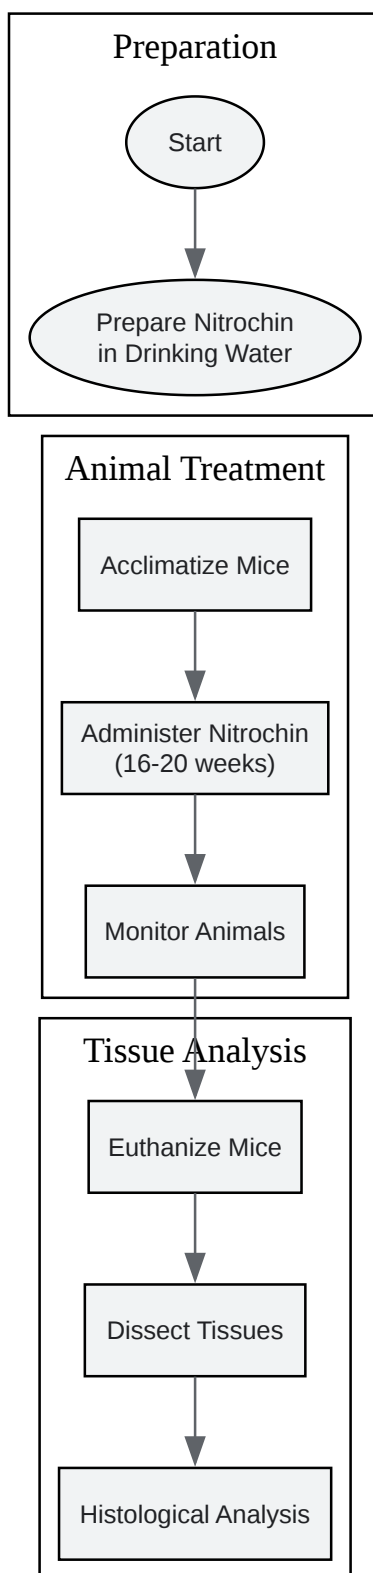 Preparation
Start
Prepare Nitrochin
in Drinking Water
Animal Treatment
Acclimatize Mice
Administer Nitrochin
(16-20 weeks)
Monitor Animals
Tissue Analysis
Euthanize Mice
Dissect Tissues
Histological Analysis